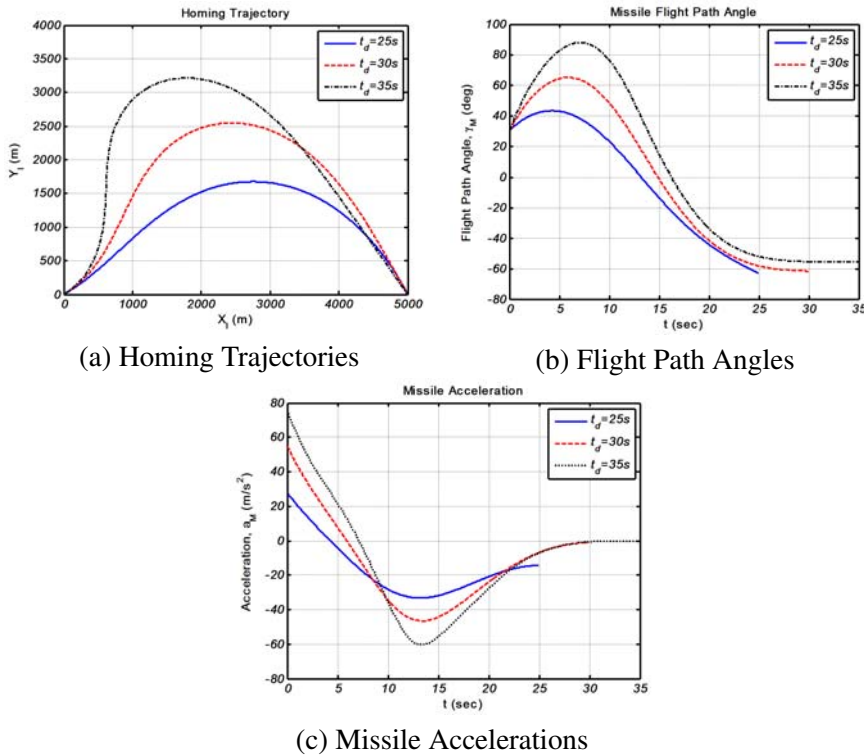 Homing Trajectory
4000
3500
3000
2500
2000
1500
1000
500
0
Y_I (m)
0 1000 2000 3000 4000 5000
X_I (m)
t_d=25s
t_d=30s
t_d=35s
(a) Homing Trajectories
Missile Flight Path Angle
100
80
60
40
20
0
-20
-40
-60
-80
Flight Path Angle, γ_M (deg)
0 5 10 15 20 25 30 35
t (sec)
t_d=25s
t_d=30s
t_d=35s
(b) Flight Path Angles
Missile Acceleration
80
60
40
20
0
-20
-40
-60
-80
Acceleration, a_M (m/s²)
0 5 10 15 20 25 30 35
t (sec)
t_d=25s
t_d=30s
t_d=35s
(c) Missile Accelerations